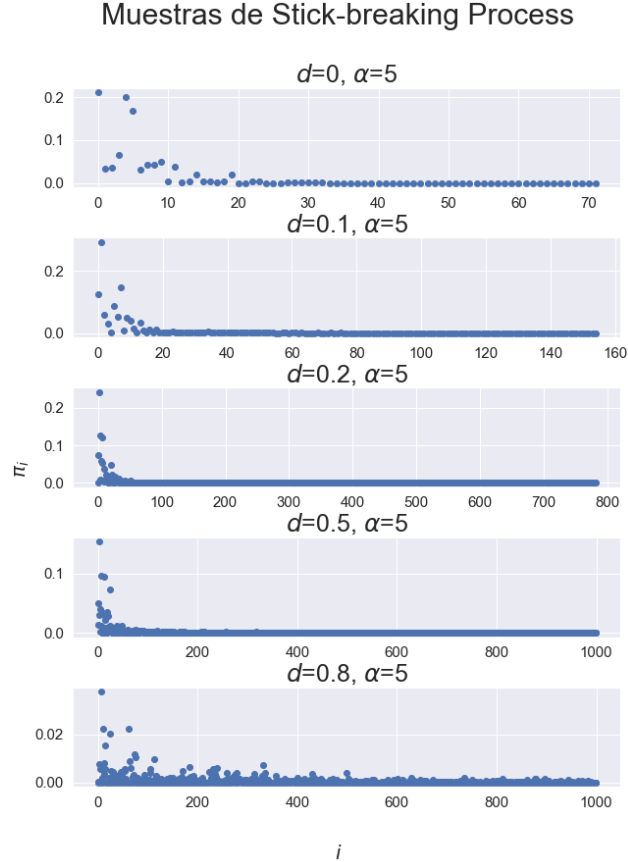 Muestras de Stick-breaking Process
d=0, α=5
0.2
0.1
0.0
0 10 20 30 40 50 60 70
d=0.1, α=5
0.2
0.0
0 20 40 60 80 100 120 140 160
d=0.2, α=5
0.2
0.1
0.0
0 100 200 300 400 500 600 700 800
πᵢ
d=0.5, α=5
0.1
0.0
0 200 400 600 800 1000
d=0.8, α=5
0.02
0.00
0 200 400 600 800 1000
i